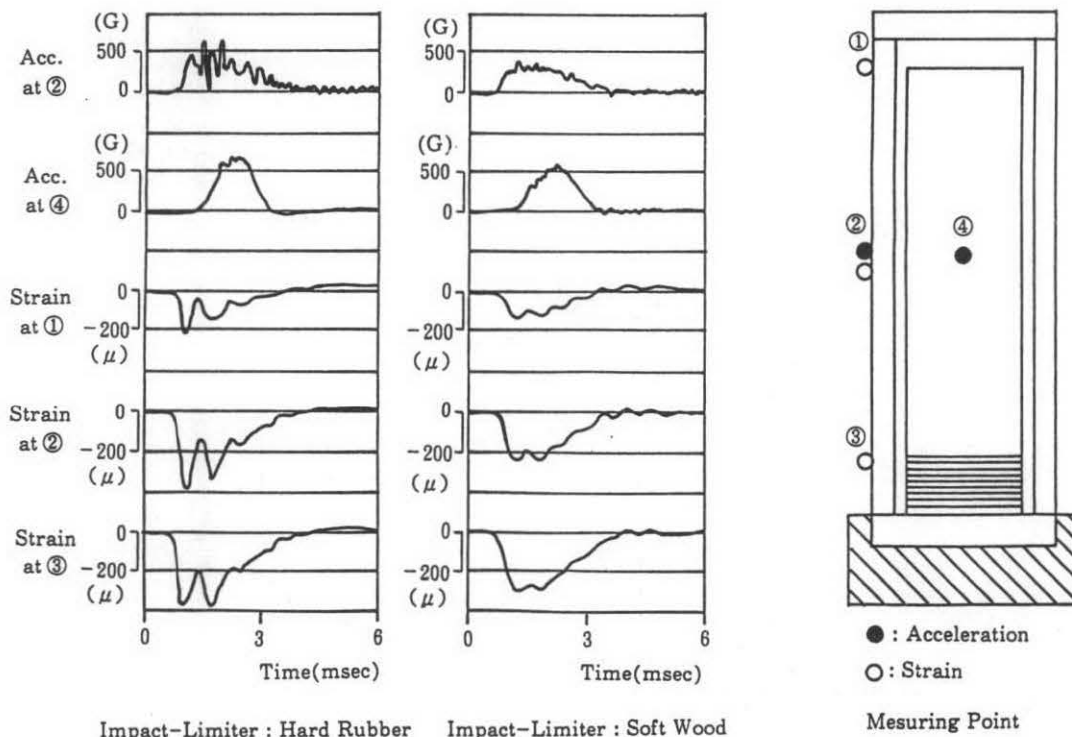 (G)
500
0
Acc.
at ②
(G)
500
0
Acc.
at ④
0
-200
(μ)
Strain
at ①
0
-200
(μ)
Strain
at ②
0
-200
(μ)
Strain
at ③
0 3 6
Time(msec)
Impact-Limiter : Hard Rubber
(G)
500
0
(G)
500
0
0
-200
(μ)
0
-200
(μ)
0
-200
(μ)
0 3 6
Time(msec)
Impact-Limiter : Soft Wood
①
②
④
③
● : Acceleration
○ : Strain
Mesuring Point